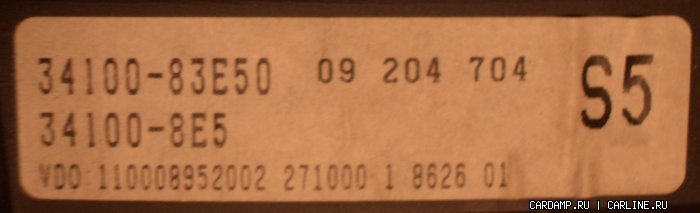 34100-83E50 09 204 704 S5
34100-8E5
VDO 110008952002 271000 1 8626 01
CARDAMP.RU | CARLINE.RU